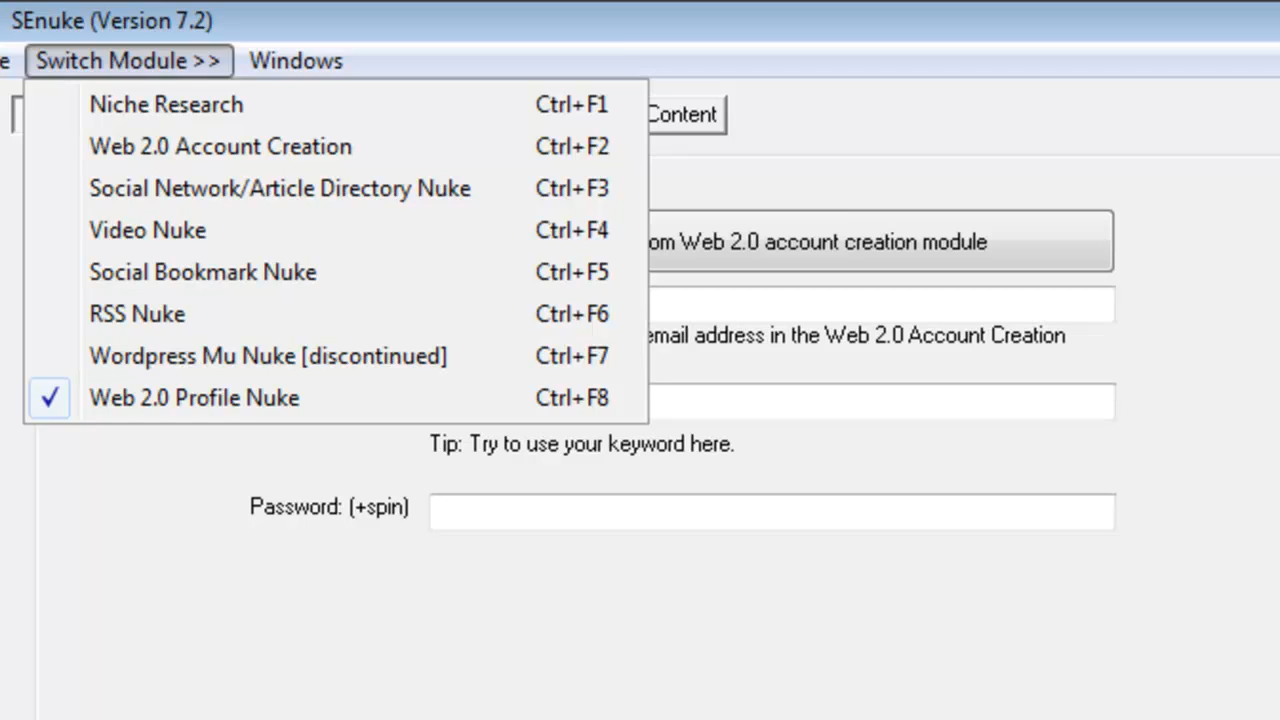 SEnuke (Version 7.2)
e Switch Module >> Windows
Niche Research Ctrl+F1
Web 2.0 Account Creation Ctrl+F2
Social Network/Article Directory Nuke Ctrl+F3
Video Nuke Ctrl+F4
Social Bookmark Nuke Ctrl+F5
RSS Nuke Ctrl+F6
Wordpress Mu Nuke [discontinued] Ctrl+F7
Web 2.0 Profile Nuke Ctrl+F8
Content
om Web 2.0 account creation module
email address in the Web 2.0 Account Creation
Tip: Try to use your keyword here.
Password: (+spin)